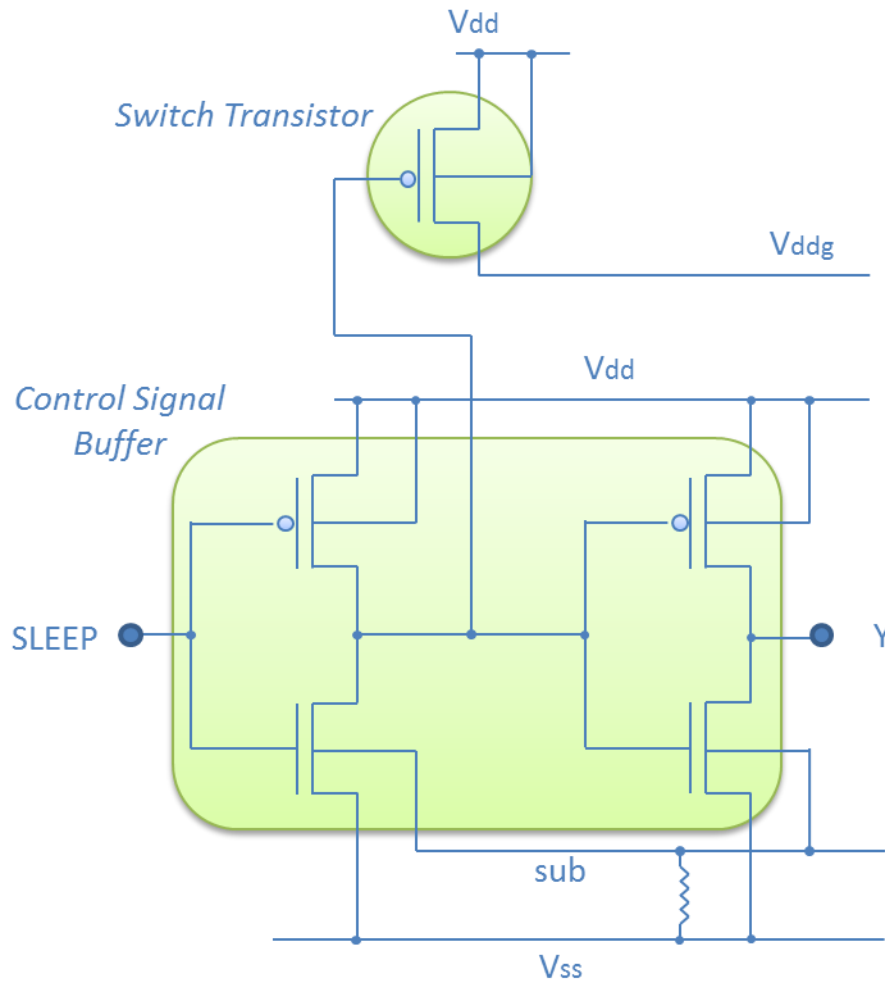 Vdd
Switch Transistor
Vddg
Vdd
Control Signal
Buffer
SLEEP
Y
sub
Vss